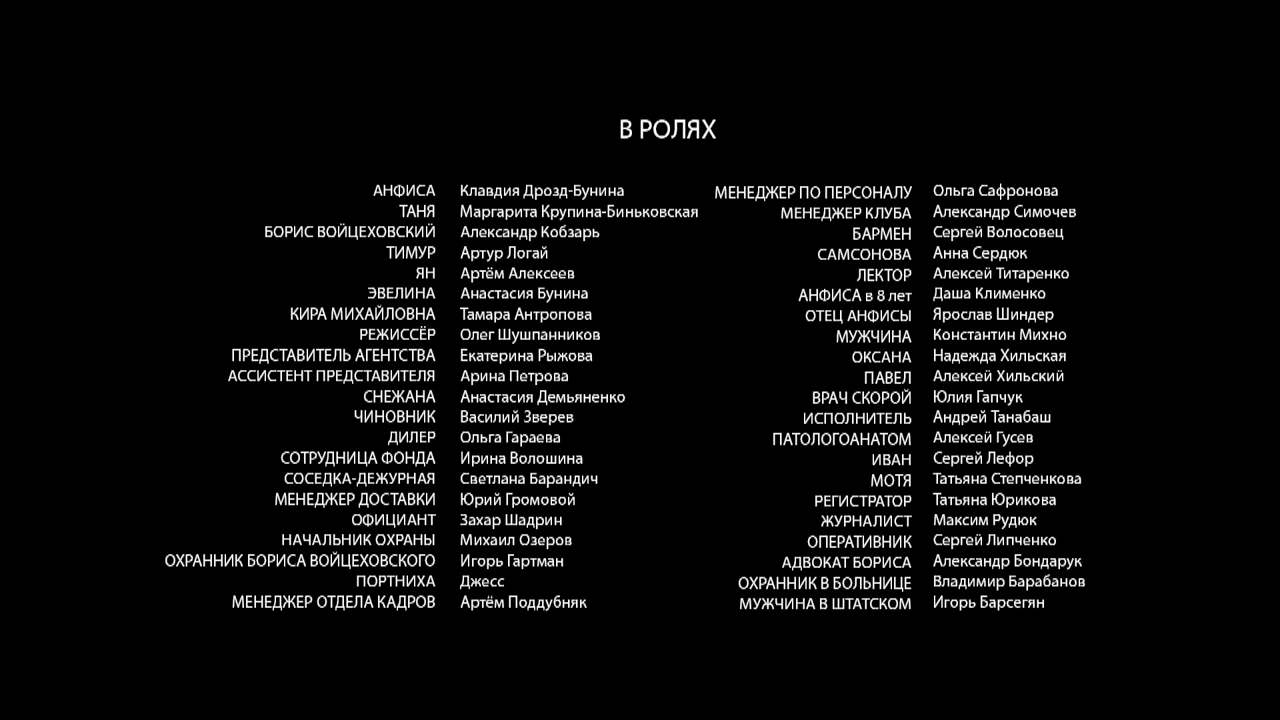 В РОЛЯХ
АНФИСА Клавдия Дрозд-Бунина
ТАНЯ Маргарита Крупина-Биньковская
БОРИС ВОЙЦЕХОВСКИЙ Александр Кобзарь
ТИМУР Артур Логай
ЯН Артём Алексеев
ЭВЕЛИНА Анастасия Бунина
КИРА МИХАЙЛОВНА Тамара Антропова
РЕЖИССЁР Олег Шушпанников
ПРЕДСТАВИТЕЛЬ АГЕНТСТВА Екатерина Рыжова
АССИСТЕНТ ПРЕДСТАВИТЕЛЯ Арина Петрова
СНЕЖАНА Анастасия Демьяненко
ЧИНОВНИК Василий Зверев
ДИЛЕР Ольга Гараева
СОТРУДНИЦА ФОНДА Ирина Волошина
СОСЕДКА-ДЕЖУРНАЯ Светлана Барандич
МЕНЕДЖЕР ДОСТАВКИ Юрий Громовой
ОФИЦИАНТ Захар Шадрин
НАЧАЛЬНИК ОХРАНЫ Михаил Озеров
ОХРАННИК БОРИСА ВОЙЦЕХОВСКОГО Игорь Гартман
ПОРТНИХА Джесс
МЕНЕДЖЕР ОТДЕЛА КАДРОВ Артём Поддубняк
МЕНЕДЖЕР ПО ПЕРСОНАЛУ Ольга Сафронова
МЕНЕДЖЕР КЛУБА Александр Симочев
БАРМЕН Сергей Волосовец
САМСОНОВА Анна Сердюк
ЛЕКТОР Алексей Титаренко
АНФИСА в 8 лет Даша Клименко
ОТЕЦ АНФИСЫ Ярослав Шиндер
МУЖЧИНА Константин Михно
ОКСАНА Надежда Хильская
ПАВЕЛ Алексей Хильский
ВРАЧ СКОРОЙ Юлия Гапчук
ИСПОЛНИТЕЛЬ Андрей Танабаш
ПАТОЛОГОАНАТОМ Алексей Гусев
ИВАН Сергей Лефор
МОТЯ Татьяна Степченкова
РЕГИСТРАТОР Татьяна Юрикова
ЖУРНАЛИСТ Максим Рудюк
ОПЕРАТИВНИК Сергей Липченко
АДВОКАТ БОРИСА Александр Бондарук
ОХРАННИК В БОЛЬНИЦЕ Владимир Барабанов
МУЖЧИНА В ШТАТСКОМ Игорь Барсегян